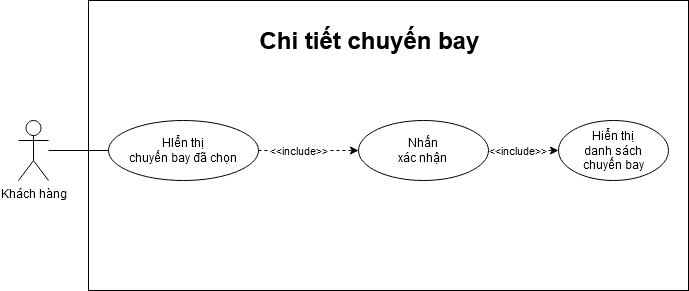 Chi tiết chuyến bay
Khách hàng
HIển thị
chuyến bay đã chọn
<<include>>
Nhấn
xác nhận
<<include>>
Hiển thị
danh sách
chuyến bay